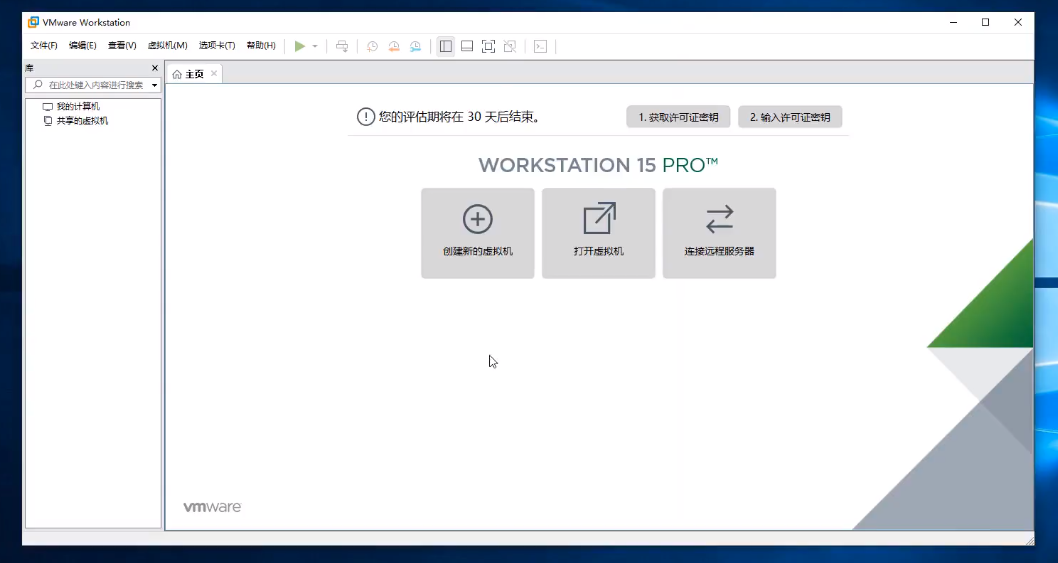 VMware Workstation
文件(F) 编辑(E) 查看(V) 虚拟机(M) 选项卡(T) 帮助(H)
库
在此处键入内容进行搜索
我的计算机
共享的虚拟机
主页
您的评估期将在 30 天后结束。
1. 获取许可证密钥
2. 输入许可证密钥
WORKSTATION 15 PRO™
创建新的虚拟机
打开虚拟机
连接远程服务器
vmware